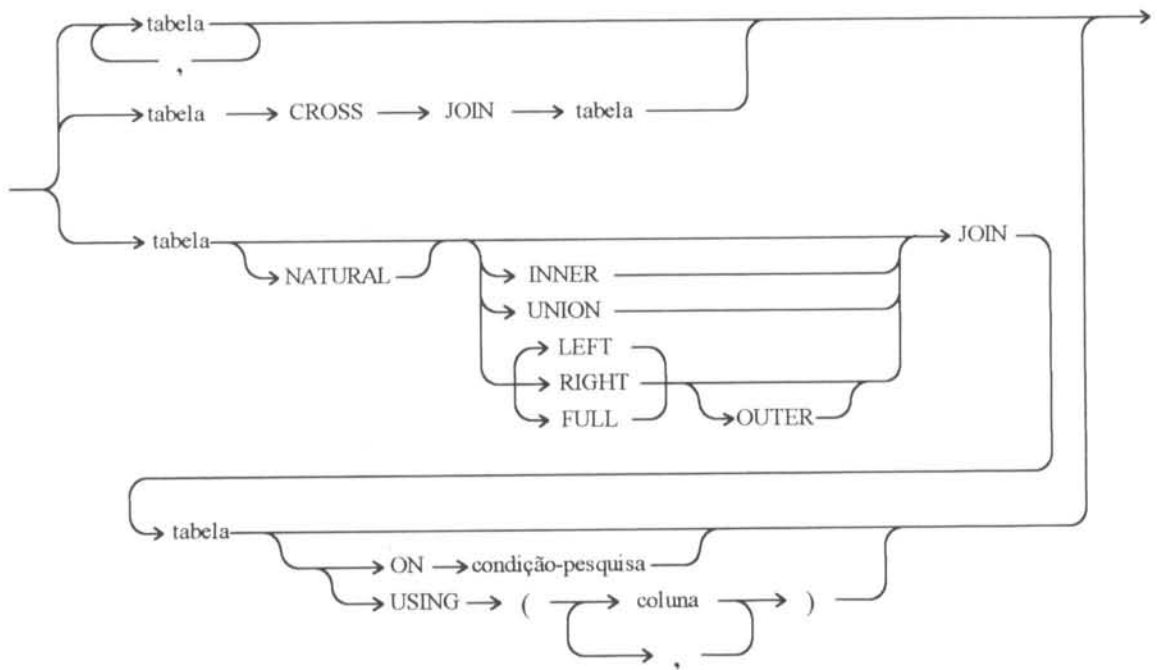 tabela
,
tabela CROSS JOIN tabela
tabela JOIN
NATURAL INNER
UNION
LEFT
RIGHT
FULL OUTER
tabela
ON condição-pesquisa
USING ( coluna )
,